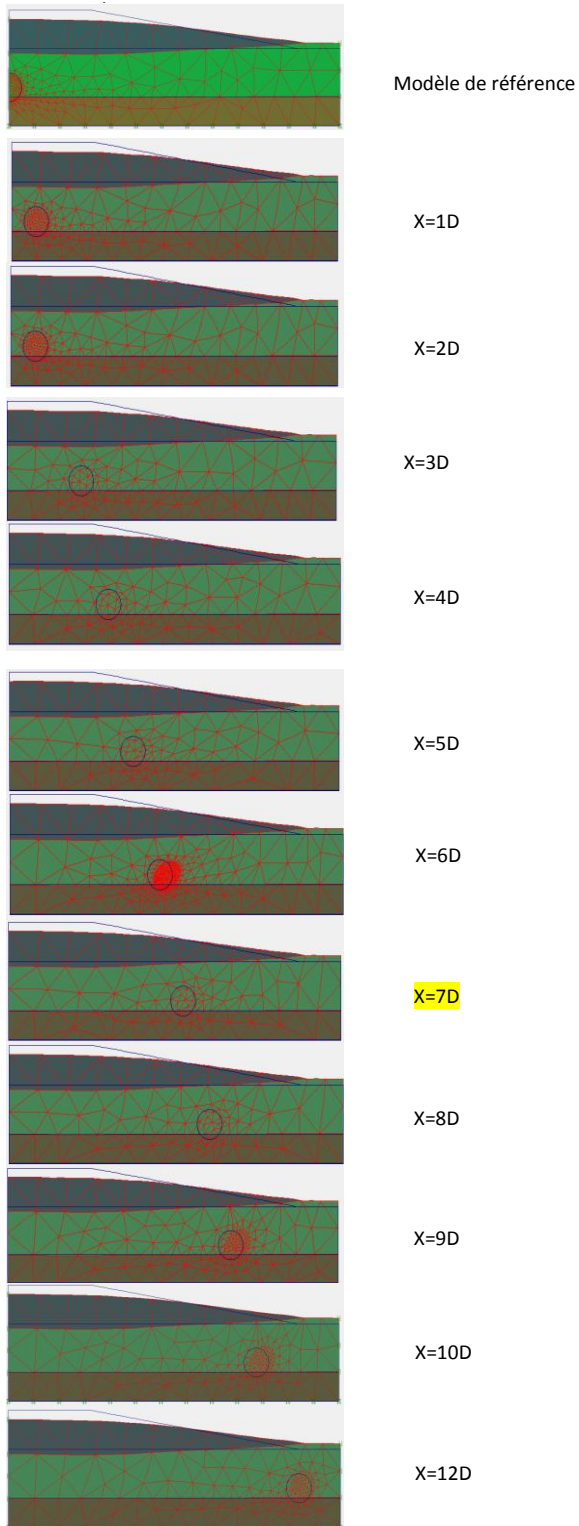 Modèle de référence
X=1D
X=2D
X=3D
X=4D
X=5D
X=6D
X=7D
X=8D
X=9D
X=10D
X=12D